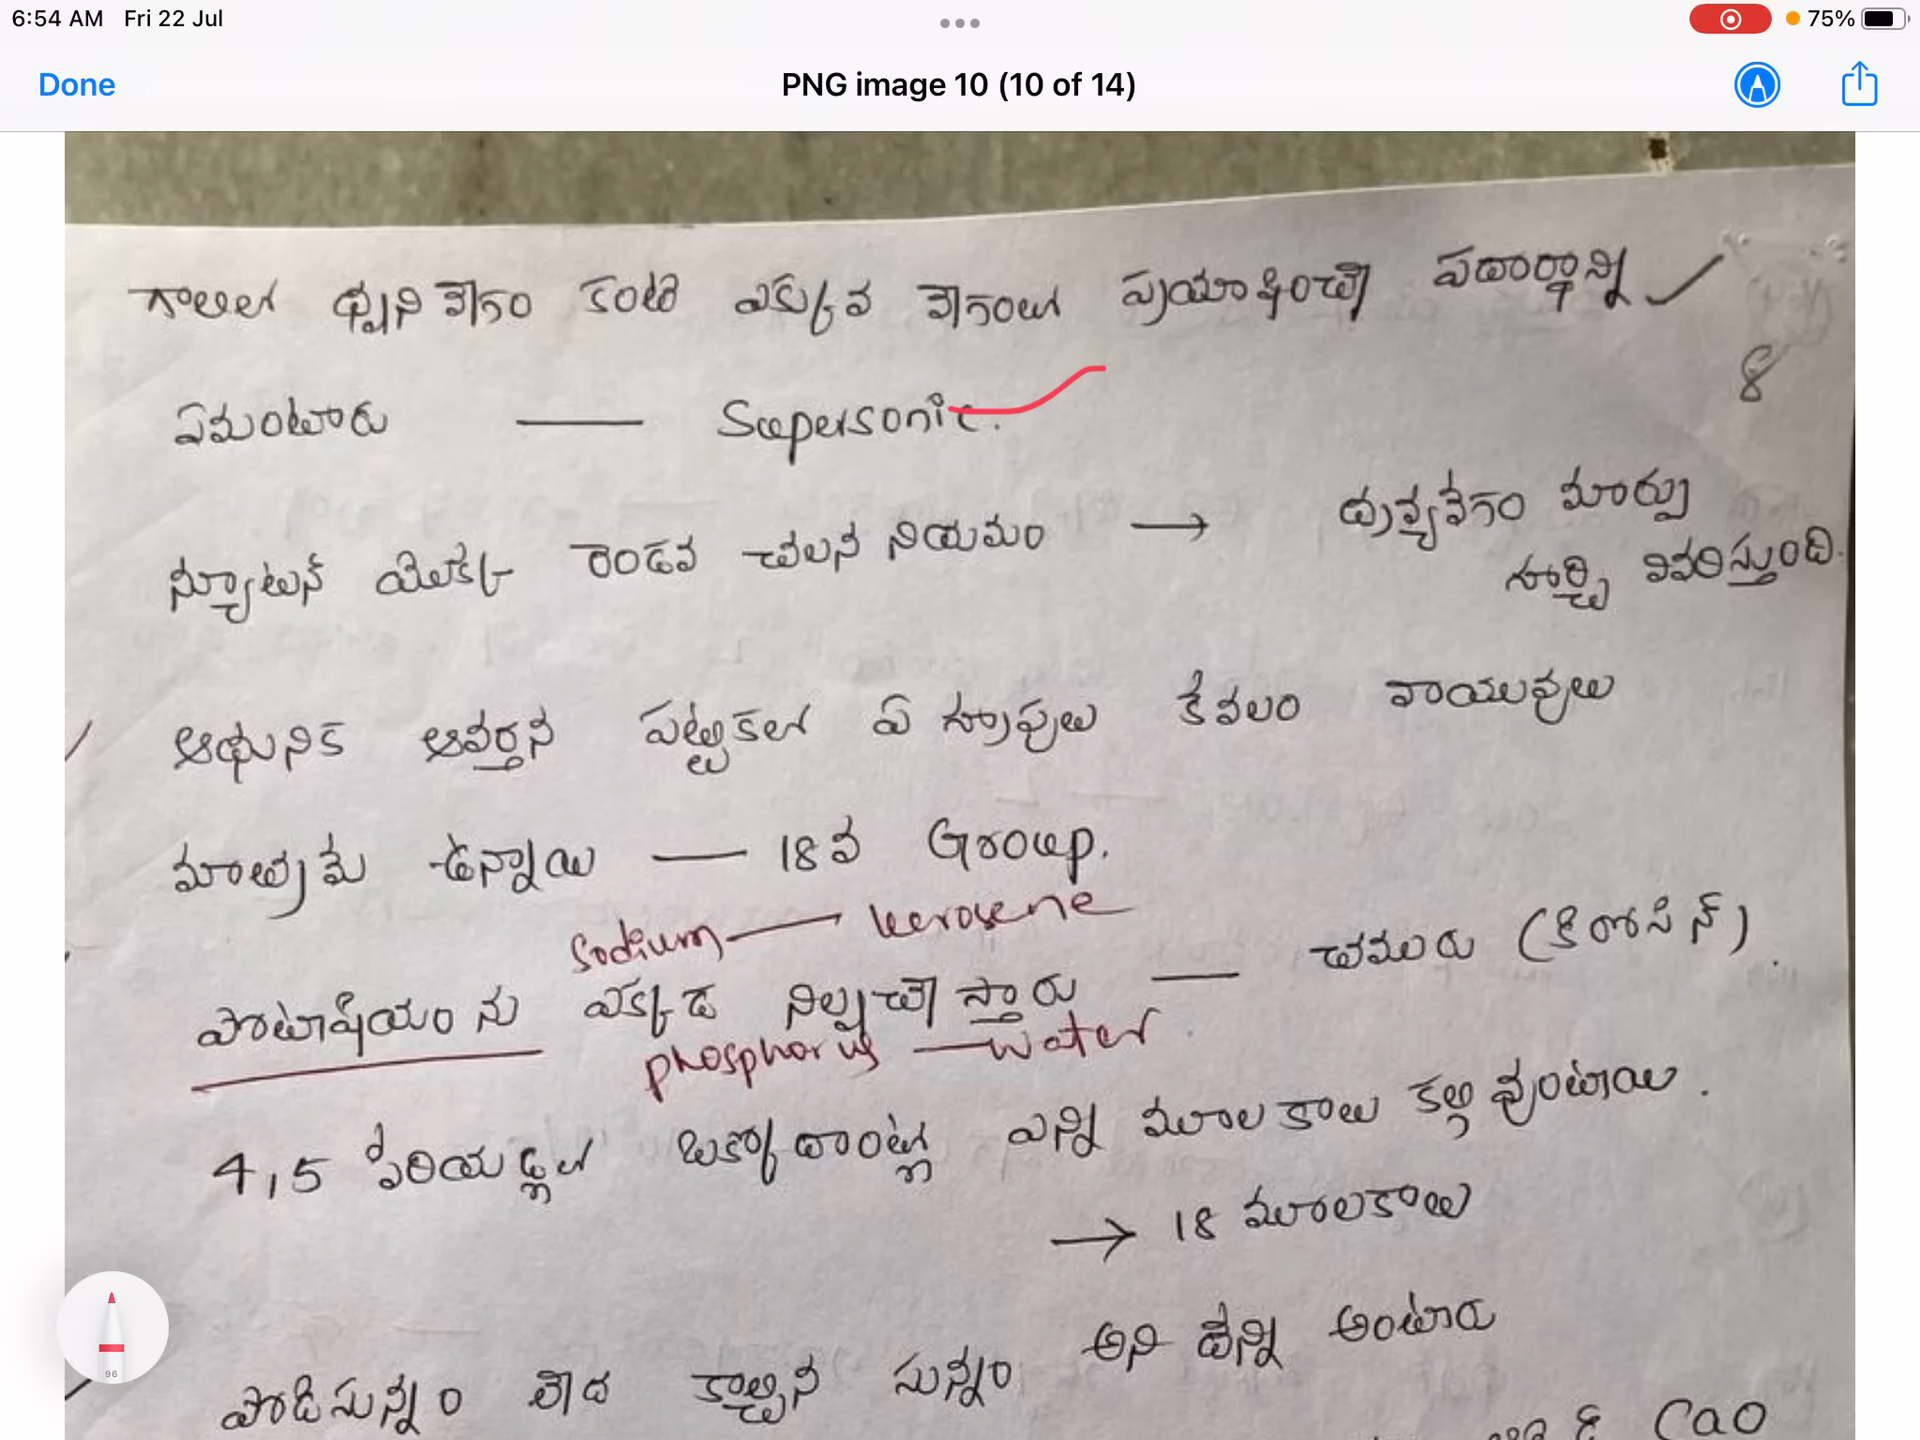 6:54 AM Fri 22 Jul
75%
Done
PNG image 10 (10 of 14)
గాలిలో ధ్వని వేగం కంటే ఎక్కువ వేగంలో ప్రయాణించే పదార్థాన్ని
8
ఏమంటారు — Supersonic.
న్యూటన్ యొక్క రెండవ చలన నియమం → ద్రవ్యవేగం మార్పు
గూర్చి వివరిస్తుంది.
ఆధునిక ఆవర్తన పట్టికలో ఏ గ్రూపులు కేవలం వాయువులు
మాత్రమే ఉన్నాయి — 18వ Group.
sodium — kerosene
పొటాషియం ను ఎక్కడ నిల్వచేస్తారు — చమురు (కిరోసిన్).
phosphorus — water
4,5 పీరియడ్లలో ఒక్కోదాంట్లో ఎన్ని మూలకాలు కల్గి వుంటాయి.
→ 18 మూలకాలు
పొడిసున్నం లేదా కాల్చిన సున్నం అని దేన్ని అంటారు
CaO
96